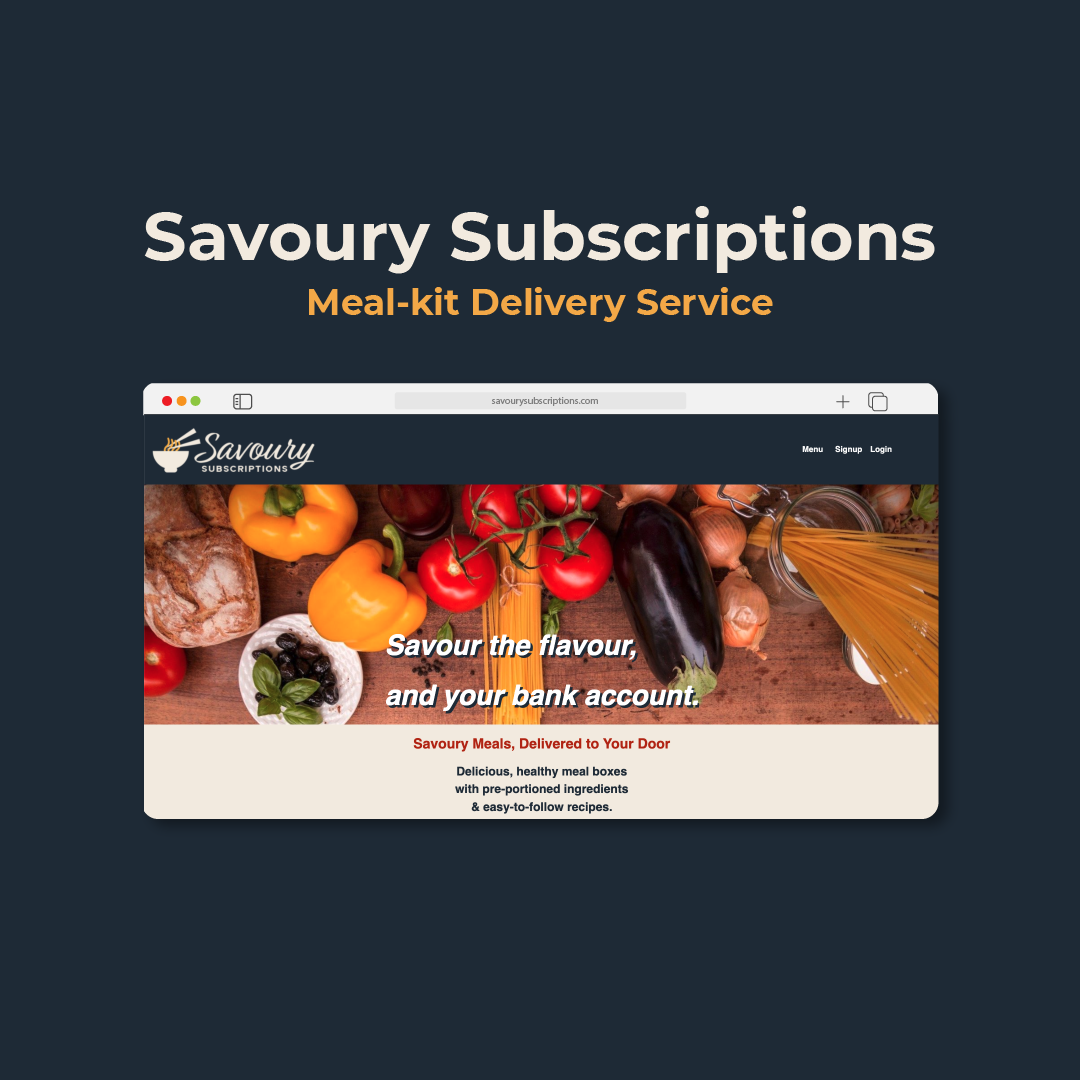 Savoury Subscriptions
Meal-kit Delivery Service
savourysubscriptions.com
Savoury
SUBSCRIPTIONS
Menu Signup Login
Savour the flavour,
and your bank account.
Savoury Meals, Delivered to Your Door
Delicious, healthy meal boxes
with pre-portioned ingredients
& easy-to-follow recipes.